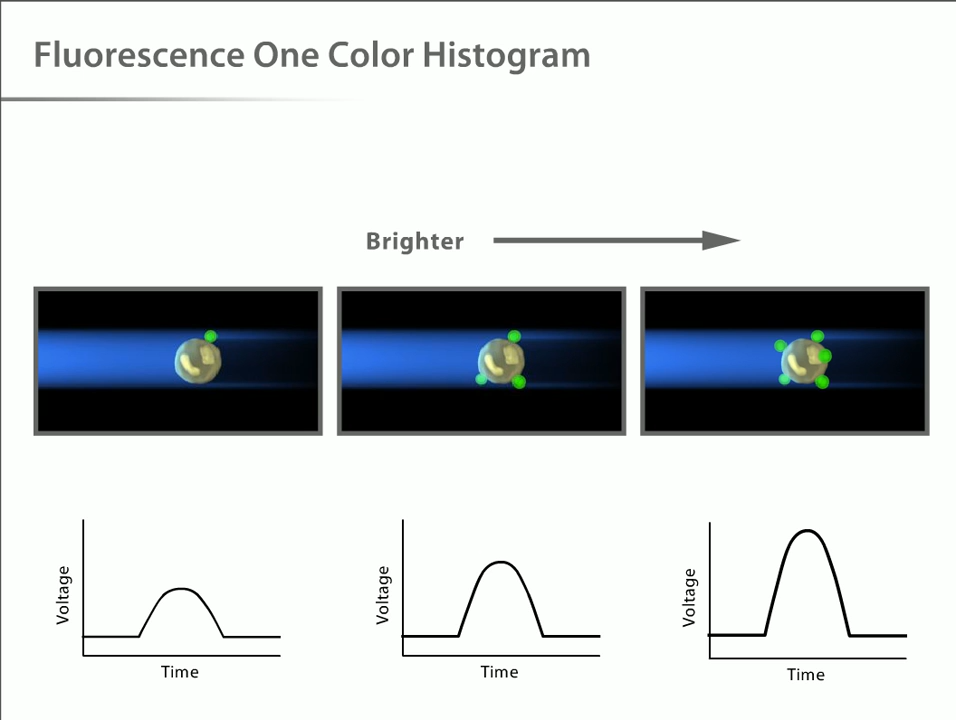 Fluorescence One Color Histogram
Brighter
Voltage
Time
Voltage
Time
Voltage
Time